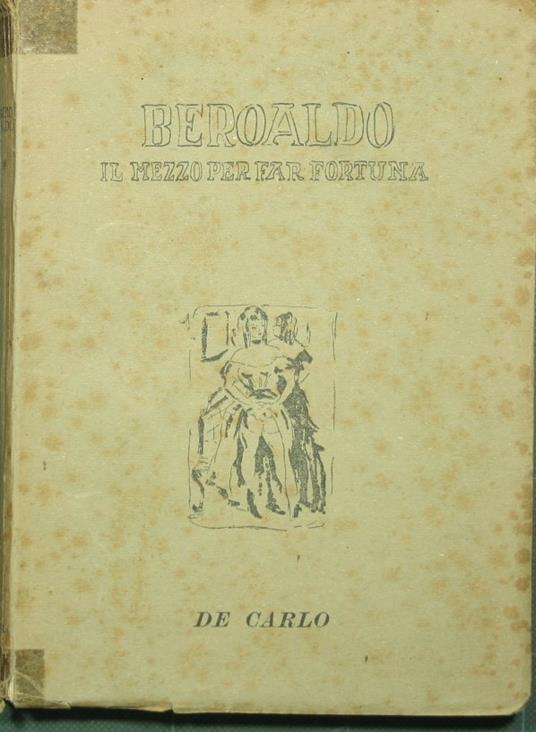 BEROALDO
IL MEZZO PER FAR FORTUNA
DE CARLO